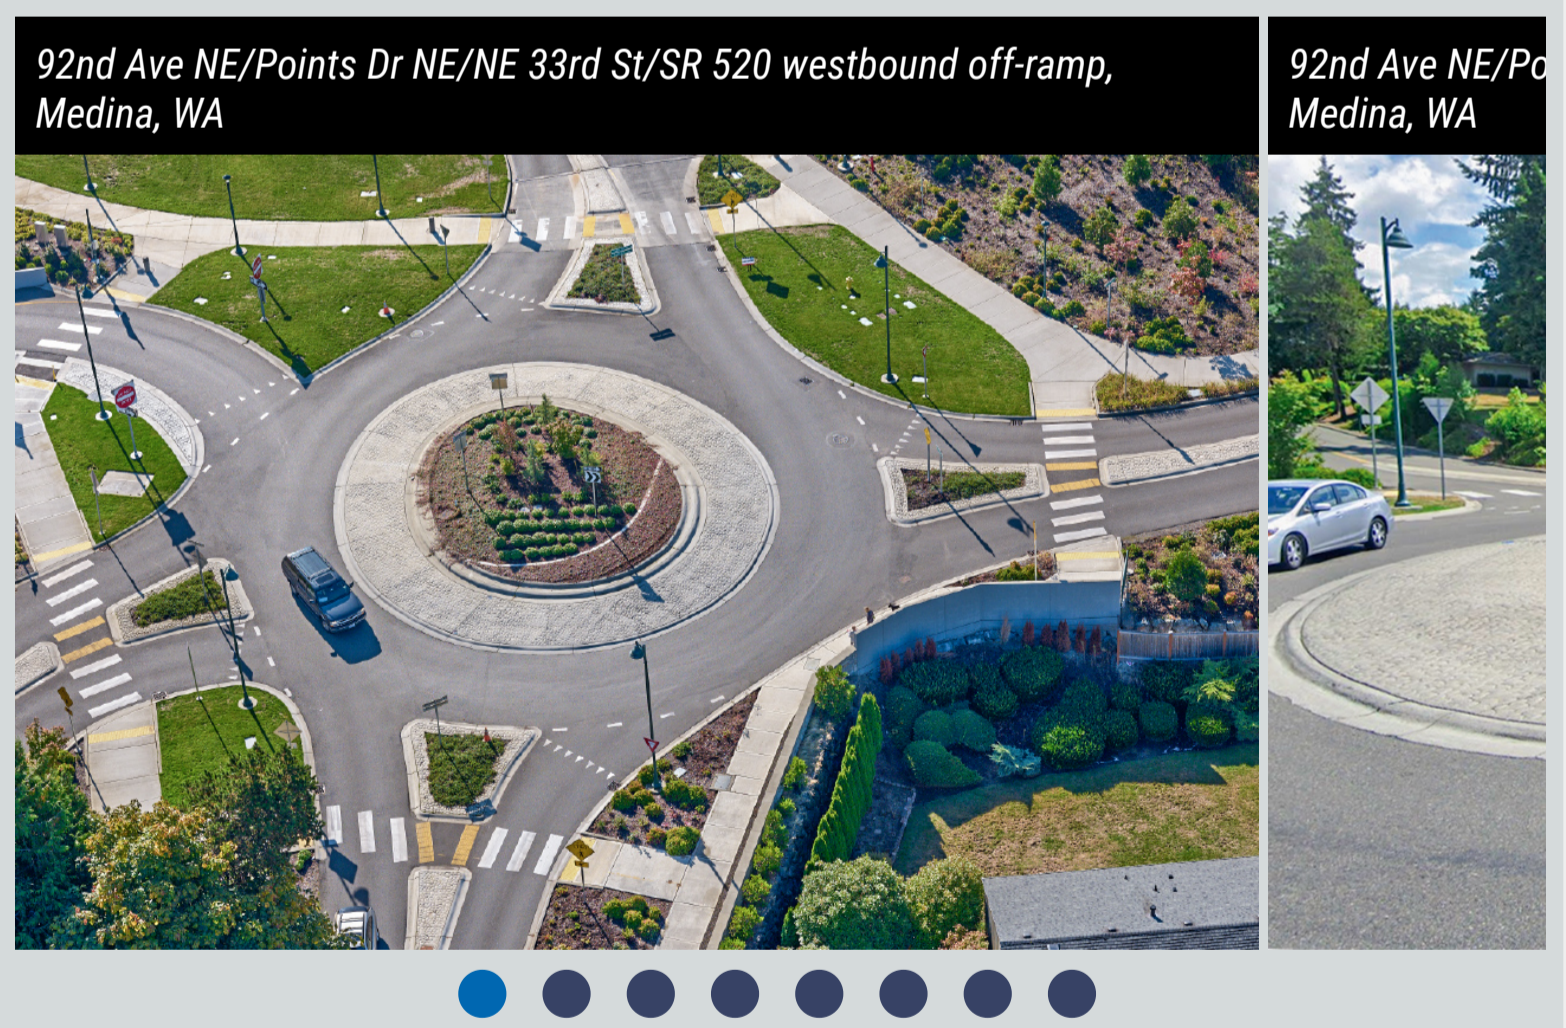 92nd Ave NE/Points Dr NE/NE 33rd St/SR 520 westbound off-ramp,
Medina, WA
92nd Ave NE/Po
Medina, WA